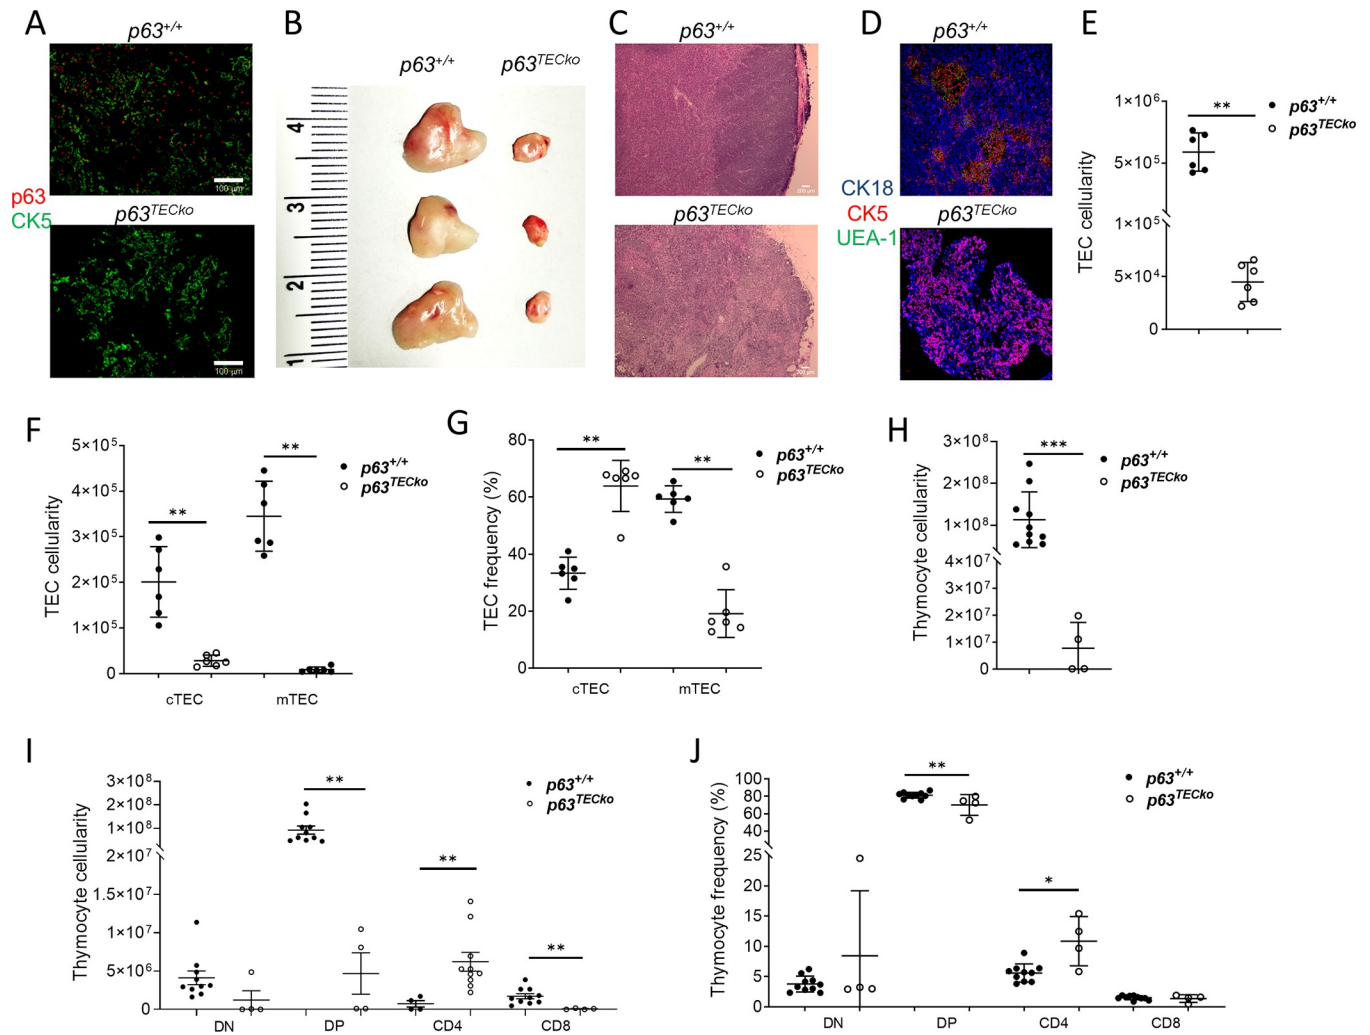 A
p63+/+
p63
CK5
100 µm
p63TECko
100 µm
B
p63+/+ p63TECko
4
3
2
1
C
p63+/+
200 µm
p63TECko
200 µm
D
p63+/+
CK18
CK5
UEA-1
p63TECko
E
TEC cellularity
1×10⁶
5×10⁵
1×10⁵
5×10⁴
0
**
p63+/+
p63TECko
F
TEC cellularity
5×10⁵
4×10⁵
3×10⁵
2×10⁵
1×10⁵
0
** **
p63+/+
p63TECko
cTEC mTEC
G
TEC frequency (%)
80
60
40
20
0
** **
p63+/+
p63TECko
cTEC mTEC
H
Thymocyte cellularity
3×10⁸
2×10⁸
1×10⁸
4×10⁷
3×10⁷
2×10⁷
1×10⁷
0
***
p63+/+
p63TECko
I
Thymocyte cellularity
3×10⁸
2×10⁸
1×10⁸
2×10⁷
1.5×10⁷
1×10⁷
5×10⁶
0
** ** **
p63+/+
p63TECko
DN DP CD4 CD8
J
Thymocyte frequency (%)
100
80
60
40
25
20
15
10
5
0
** *
p63+/+
p63TECko
DN DP CD4 CD8